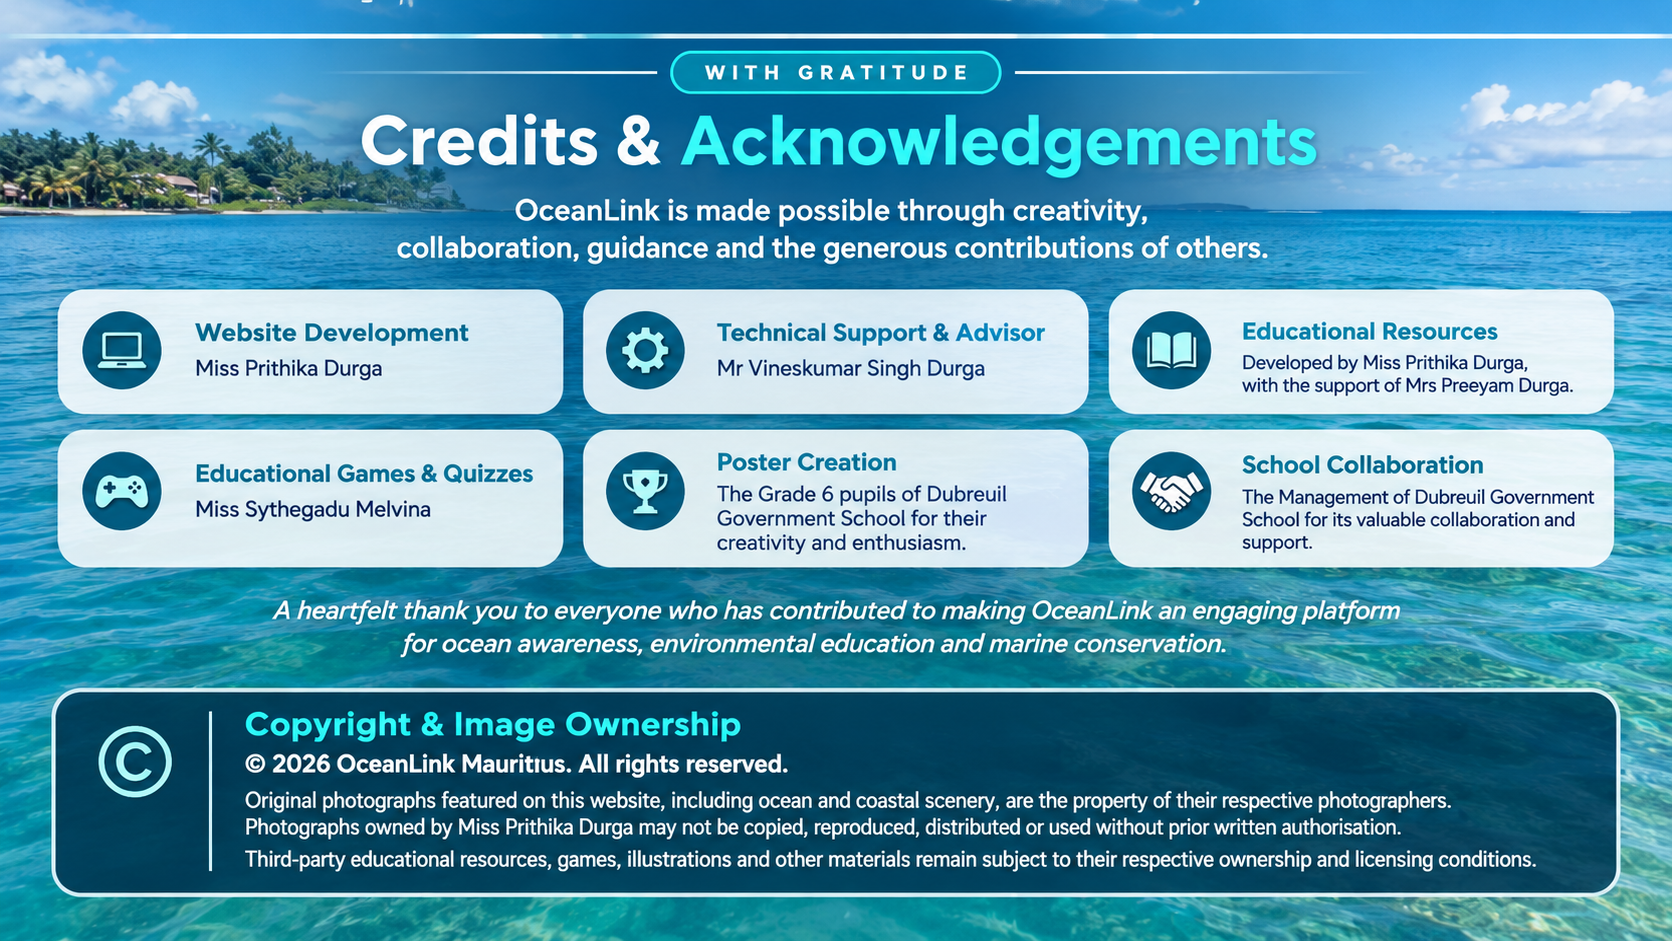 WITH GRATITUDE
Credits & Acknowledgements
OceanLink is made possible through creativity,
collaboration, guidance and the generous contributions of others.
Website Development
Miss Prithika Durga
Technical Support & Advisor
Mr Vineskumar Singh Durga
Educational Resources
Developed by Miss Prithika Durga,
with the support of Mrs Preeyam Durga.
Educational Games & Quizzes
Miss Sythegadu Melvina
Poster Creation
The Grade 6 pupils of Dubreuil
Government School for their
creativity and enthusiasm.
School Collaboration
The Management of Dubreuil Government
School for its valuable collaboration and
support.
A heartfelt thank you to everyone who has contributed to making OceanLink an engaging platform
for ocean awareness, environmental education and marine conservation.
©
Copyright & Image Ownership
© 2026 OceanLink Mauritius. All rights reserved.
Original photographs featured on this website, including ocean and coastal scenery, are the property of their respective photographers.
Photographs owned by Miss Prithika Durga may not be copied, reproduced, distributed or used without prior written authorisation.
Third-party educational resources, games, illustrations and other materials remain subject to their respective ownership and licensing conditions.